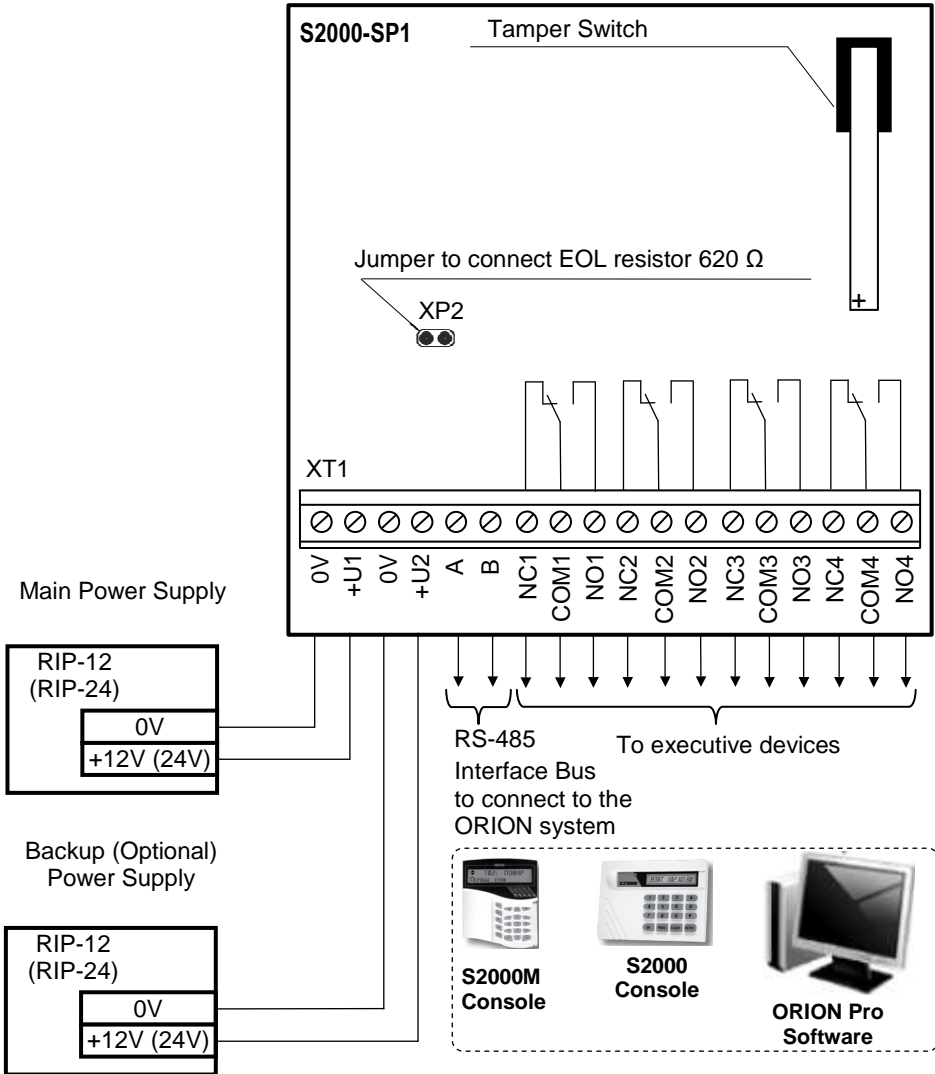 S2000-SP1
Tamper Switch
Jumper to connect EOL resistor 620 Ω
XP2
+
XT1
0V
+U1
0V
+U2
A
B
NC1
COM1
NO1
NC2
COM2
NO2
NC3
COM3
NO3
NC4
COM4
NO4
Main Power Supply
RIP-12
(RIP-24)
0V
+12V (24V)
RS-485
Interface Bus
to connect to the
ORION system
To executive devices
Backup (Optional)
Power Supply
RIP-12
(RIP-24)
0V
+12V (24V)
S2000M
Console
S2000
Console
ORION Pro
Software